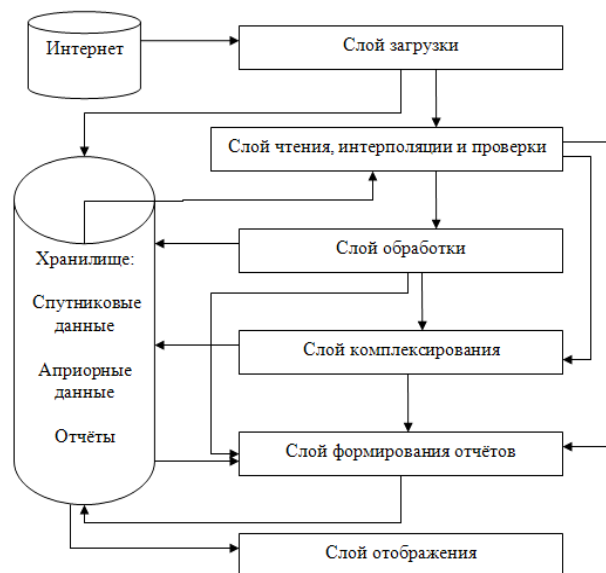 Интернет
Слой загрузки
Слой чтения, интерполяции и проверки
Хранилище:
Спутниковые
данные
Априорные
данные
Отчёты
Слой обработки
Слой комплексирования
Слой формирования отчётов
Слой отображения